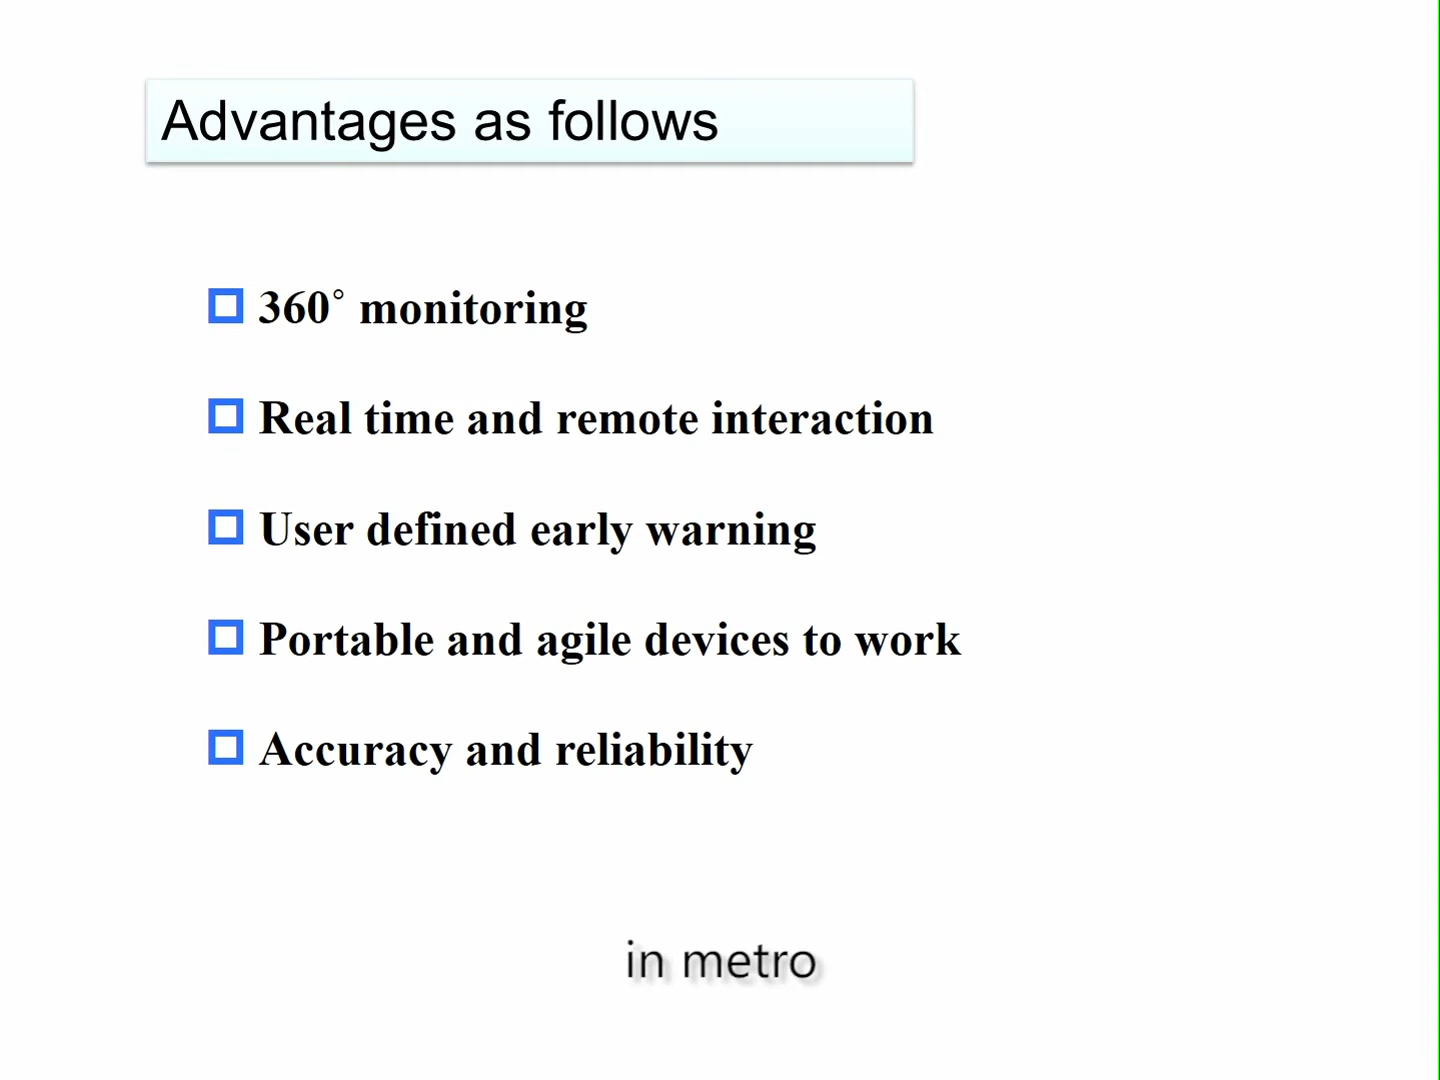 Advantages as follows
360˚ monitoring
Real time and remote interaction
User defined early warning
Portable and agile devices to work
Accuracy and reliability
in metro